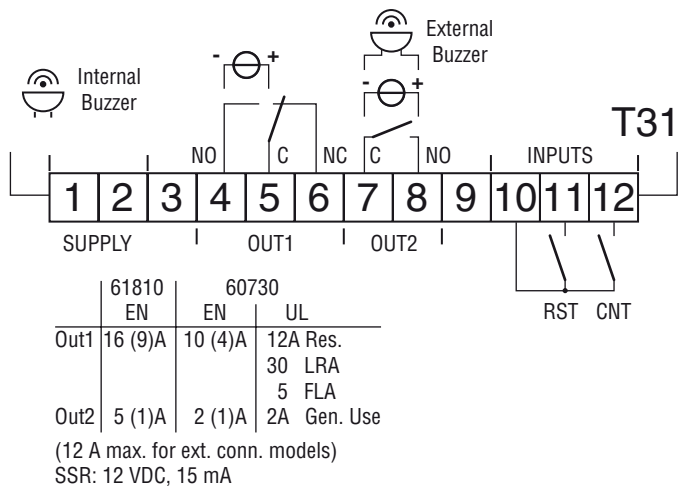 External
Buzzer
Internal
Buzzer
- +
- +
T31
NO C NC C NO INPUTS
1 2 3 4 5 6 7 8 9 10 11 12
SUPPLY OUT1 OUT2
RST CNT
61810 60730
EN EN UL
Out1 16 (9)A 10 (4)A 12A Res.
30 LRA
5 FLA
Out2 5 (1)A 2 (1)A 2A Gen. Use
(12 A max. for ext. conn. models)
SSR: 12 VDC, 15 mA